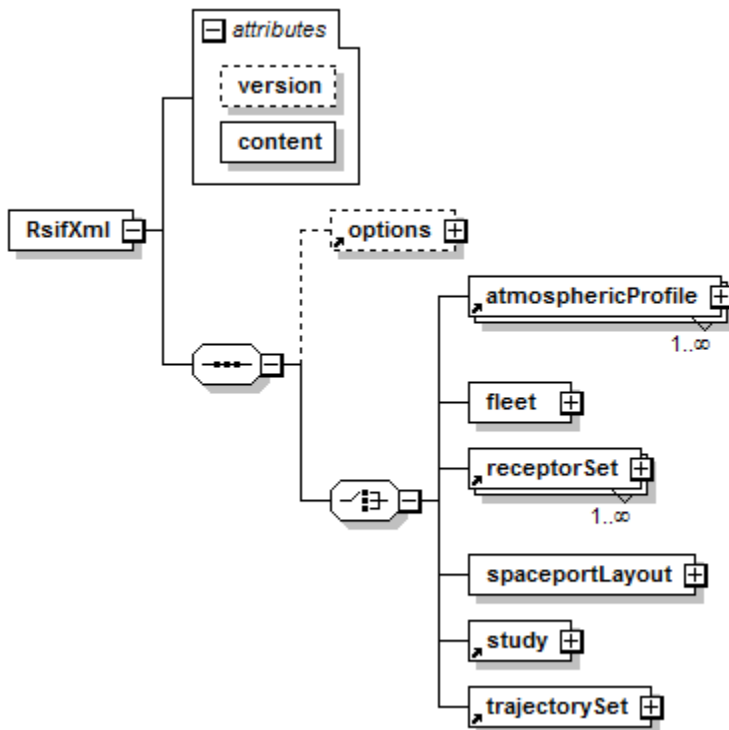 attributes
version
content
RsifXml
options
atmosphericProfile
1..∞
fleet
receptorSet
1..∞
spaceportLayout
study
trajectorySet